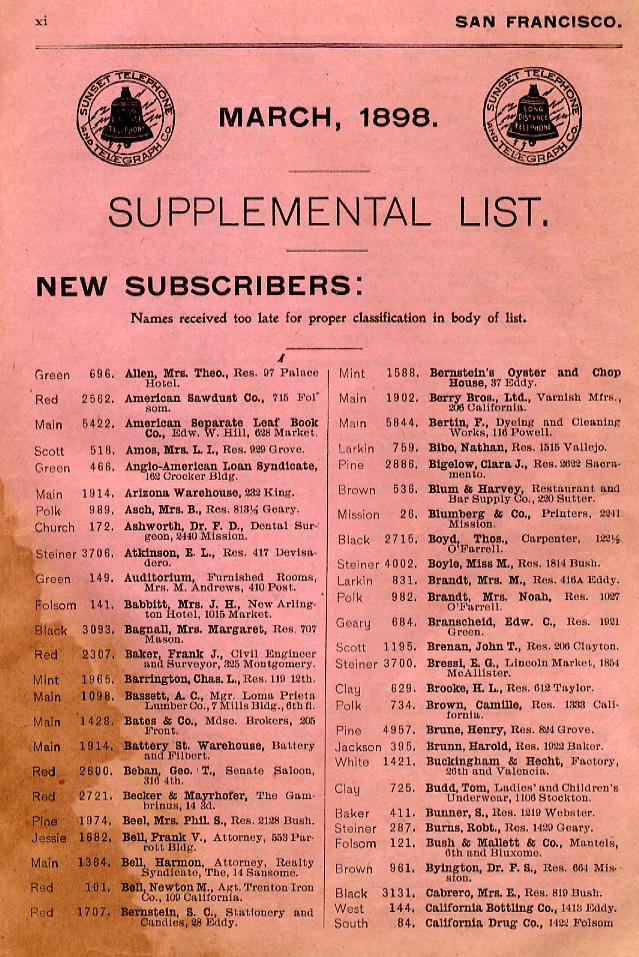 xi
SAN FRANCISCO.
SUNSET TELEPHONE
AND TELEGRAPH CO.
LONG
DISTANCE
TELEPHONE
MARCH, 1898.
SUNSET TELEPHONE
AND TELEGRAPH CO.
LONG
DISTANCE
TELEPHONE
SUPPLEMENTAL LIST.
NEW SUBSCRIBERS:
Names received too late for proper classification in body of list.
Green 696. Allen, Mrs. Theo., Res. 97 Palace
Hotel.
Red 2562. American Sawdust Co., 715 Fol
som.
Main 5422. American Separate Leaf Book
Co., Edw. W. Hill, 628 Market.
Scott 518. Amos, Mrs. L. I., Res. 929 Grove.
Green 466. Anglo-American Loan Syndicate,
162 Crocker Bldg.
Main 1914. Arizona Warehouse, 232 King.
Polk 989. Asch, Mrs. B., Res. 813½ Geary.
Church 172. Ashworth, Dr. F. D., Dental Sur-
geon, 2440 Mission.
Steiner 3706. Atkinson, E. L., Res. 417 Devisa-
dero.
Green 149. Auditorium, Furnished Rooms,
Mrs. M. Andrews, 410 Post.
Folsom 141. Babbitt, Mrs. J. H., New Arling-
ton Hotel, 1015 Market.
Black 3093. Bagnall, Mrs. Margaret, Res. 707
Mason.
Red 2307. Baker, Frank J., Civil Engineer
and Surveyor, 325 Montgomery.
Mint 1965. Barrington, Chas. L., Res. 119 12th.
Main 1098. Bassett, A. C., Mgr. Loma Prieta
Lumber Co., 7 Mills Bldg., 6th fl.
Main 1428. Bates & Co., Mdse. Brokers, 205
Front.
Main 1914. Battery St. Warehouse, Battery
and Filbert.
Red 2600. Beban, Geo. T., Senate Saloon,
316 4th.
Red 2721. Becker & Mayrhofer, The Gam-
brinus, 14 3d.
Pine 1974. Beel, Mrs. Phil. S., Res. 2128 Bush.
Jessie 1682. Bell, Frank V., Attorney, 553 Par-
rott Bldg.
Main 1364. Bell, Harmon, Attorney, Realty
Syndicate, The, 14 Sansome.
Red 101. Bell, Newton M., Agt. Trenton Iron
Co., 109 California.
Red 1707. Bernstein, S. C., Stationery and
Candies, 28 Eddy.
Mint 1588. Bernstein's Oyster and Chop
House, 37 Eddy.
Main 1902. Berry Bros., Ltd., Varnish Mfrs.,
206 California.
Main 5844. Bertin, F., Dyeing and Cleaning
Works, 116 Powell.
Larkin 759. Bibo, Nathan, Res. 1515 Vallejo.
Pine 2886. Bigelow, Clara J., Res. 2622 Sacra-
mento.
Brown 536. Blum & Harvey, Restaurant and
Bar Supply Co., 220 Sutter.
Mission 26. Blumberg & Co., Printers, 2241
Mission.
Black 2715. Boyd, Thos., Carpenter, 122½
O'Farrell.
Steiner 4002. Boyle, Miss M., Res. 1814 Bush.
Larkin 831. Brandt, Mrs. M., Res. 416A Eddy.
Polk 982. Brandt, Mrs. Noah, Res. 1027
O'Farrell.
Geary 684. Branscheid, Edw. C., Res. 1921
Green.
Scott 1195. Brenan, John T., Res. 206 Clayton.
Steiner 3700. Bressi, E. G., Lincoln Market, 1854
McAllister.
Clay 629. Brooke, H. L., Res. 612 Taylor.
Polk 734. Brown, Camille, Res. 1333 Cali-
fornia.
Pine 4957. Brune, Henry, Res. 824 Grove.
Jackson 395. Brunn, Harold, Res. 1922 Baker.
White 1421. Buckingham & Hecht, Factory,
26th and Valencia.
Clay 725. Budd, Tom, Ladies' and Children's
Underwear, 1106 Stockton.
Baker 411. Bunner, S., Res. 1219 Webster.
Steiner 287. Burns, Robt., Res. 1429 Geary.
Folsom 121. Bush & Mallett & Co., Mantels,
6th and Bluxome.
Brown 961. Byington, Dr. F. S., Res. 664 Mis-
sion.
Black 3131. Cabrero, Mrs. E., Res. 819 Bush.
West 144. California Bottling Co., 1413 Eddy.
South 84. California Drug Co., 1422 Folsom